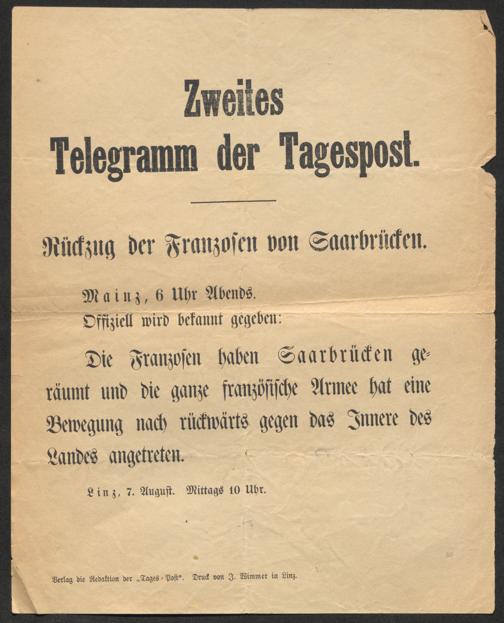 Zweites
Telegramm der Tagespost.
Rückzug der Franzosen von Saarbrücken.
Mainz, 6 Uhr Abends.
Offiziell wird bekannt gegeben:
Die Franzosen haben Saarbrücken ge-
räumt und die ganze französische Armee hat eine
Bewegung nach rückwärts gegen das Innere des
Landes angetreten.
Linz, 7. August. Mittags 10 Uhr.
Verlag die Redaktion der „Tages-Post“. Druck von J. Wimmer in Linz.